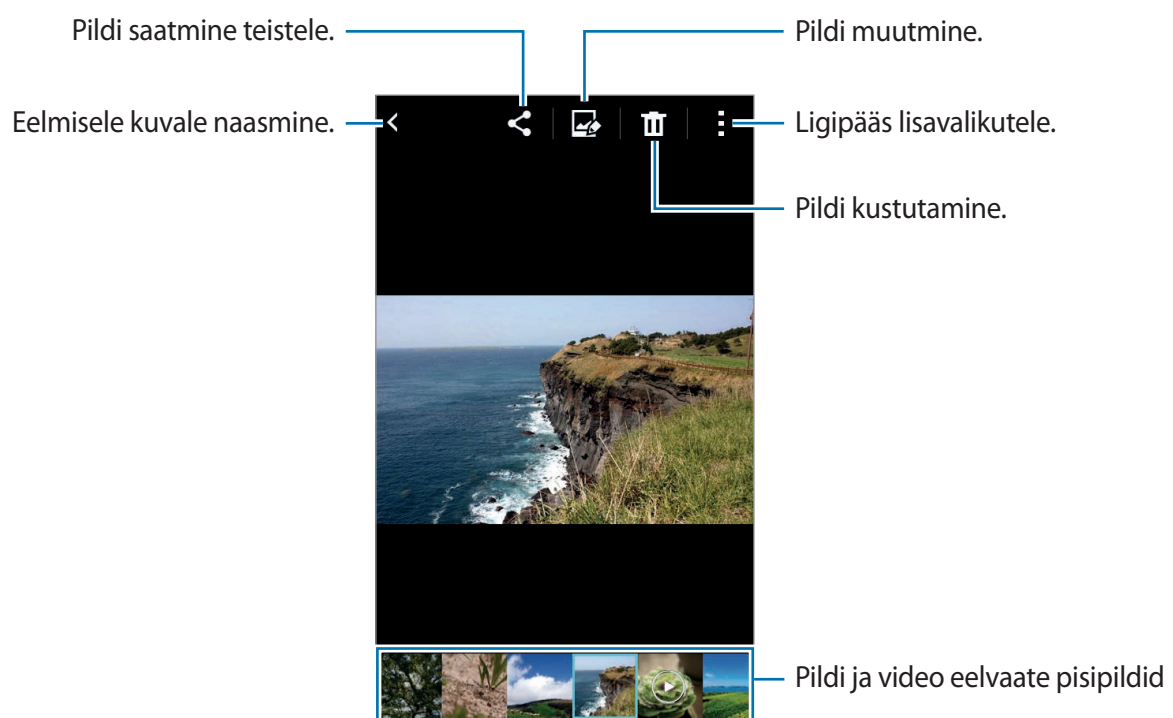 Pildi saatmine teistele.
Pildi muutmine.
Eelmisele kuvale naasmine.
Ligipääs lisavalikutele.
Pildi kustutamine.
Pildi ja video eelvaate pisipildid